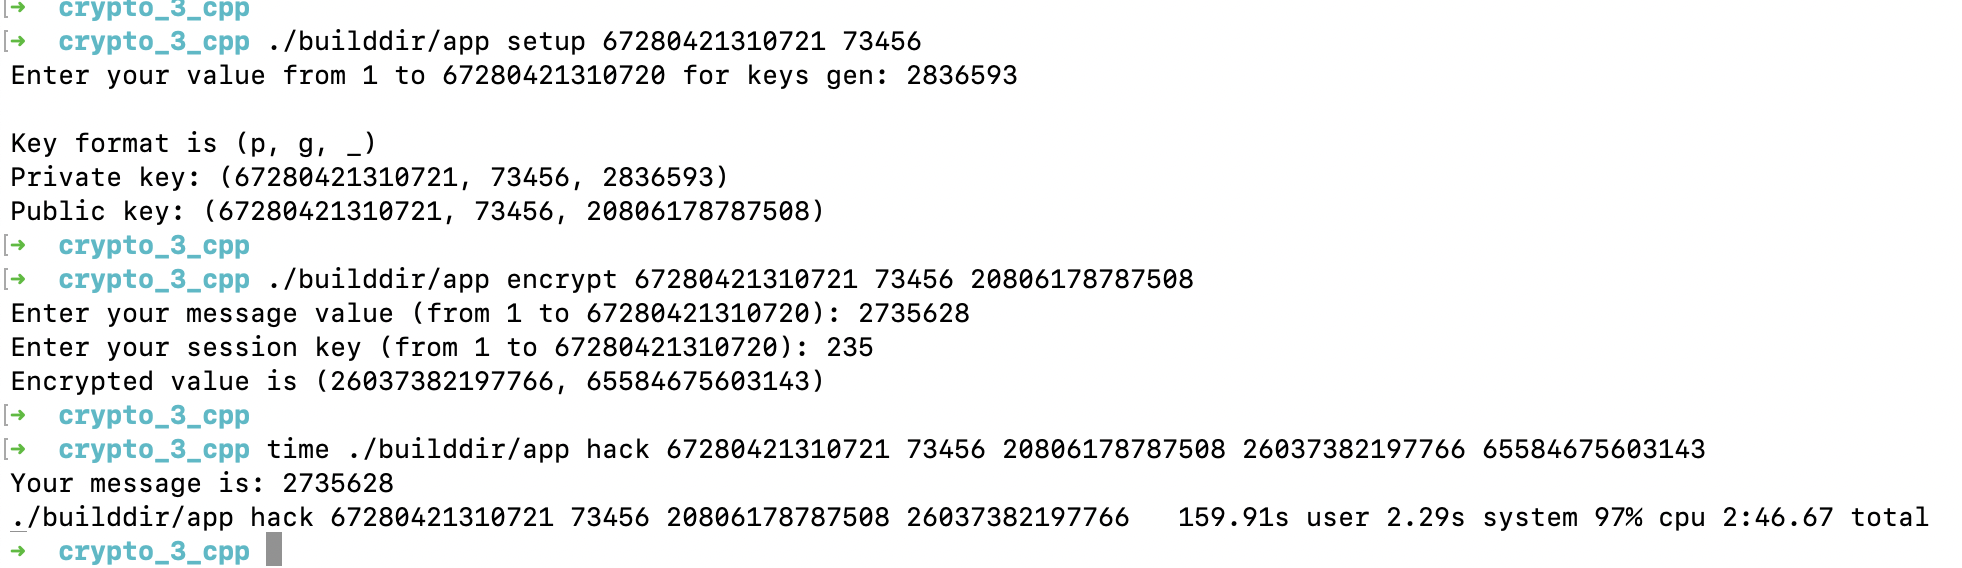 [→ crypto_3_cpp
[→ crypto_3_cpp ./builddir/app setup 67280421310721 73456
Enter your value from 1 to 67280421310720 for keys gen: 2836593
Key format is (p, g, _)
Private key: (67280421310721, 73456, 2836593)
Public key: (67280421310721, 73456, 20806178787508)
[→ crypto_3_cpp
[→ crypto_3_cpp ./builddir/app encrypt 67280421310721 73456 20806178787508
Enter your message value (from 1 to 67280421310720): 2735628
Enter your session key (from 1 to 67280421310720): 235
Encrypted value is (26037382197766, 65584675603143)
[→ crypto_3_cpp
[→ crypto_3_cpp time ./builddir/app hack 67280421310721 73456 20806178787508 26037382197766 65584675603143
Your message is: 2735628
./builddir/app hack 67280421310721 73456 20806178787508 26037382197766 159.91s user 2.29s system 97% cpu 2:46.67 total
→ crypto_3_cpp